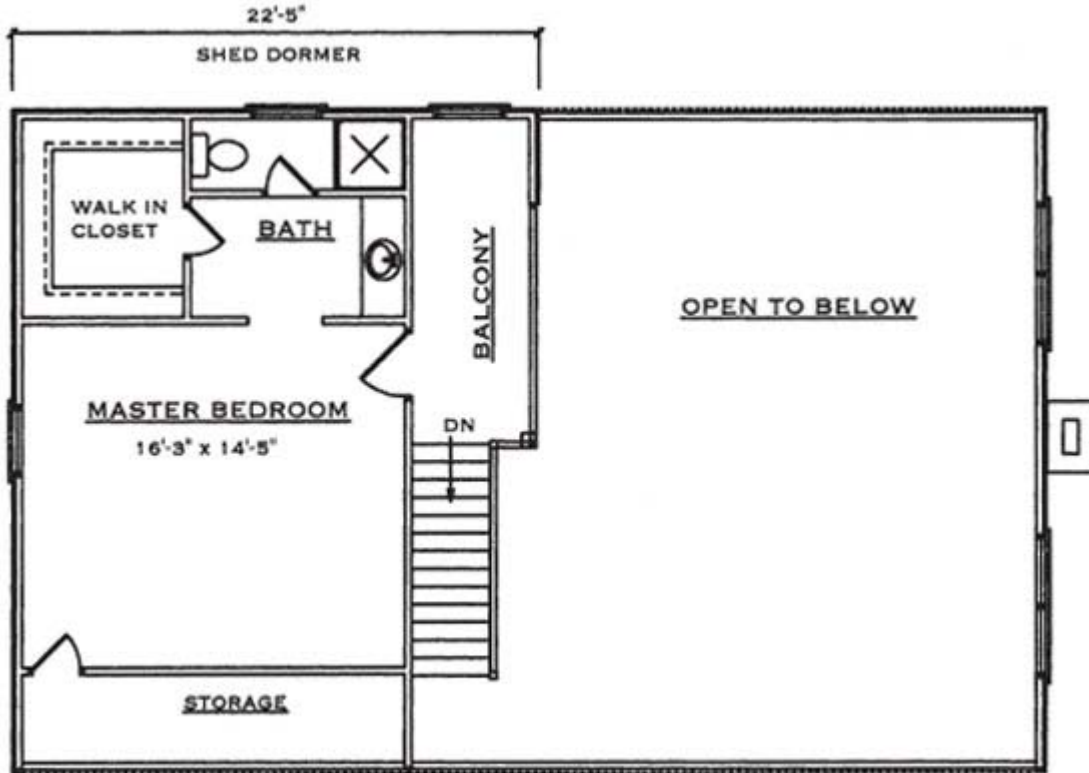 22'-5"
SHED DORMER
WALK IN
CLOSET
BATH
BALCONY
OPEN TO BELOW
MASTER BEDROOM
16'-3" x 14'-5"
DN
STORAGE